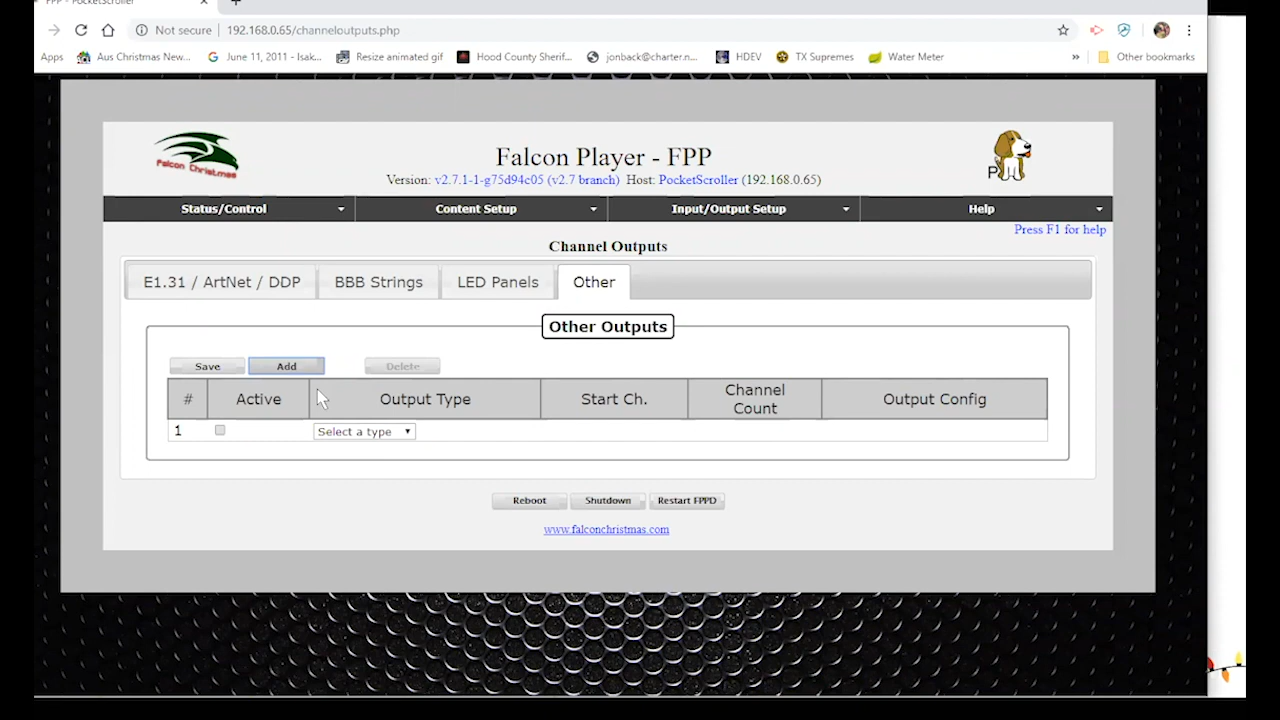 FPP - PocketScroller
Not secure 192.168.0.65/channeloutputs.php
Apps Aus Christmas New... June 11, 2011 - Isak... Resize animated gif Hood County Sherif... jonback@charter.n... HDEV TX Supremes Water Meter » Other bookmarks
Falcon Christmas
Falcon Player - FPP
Version: v2.7.1-1-g75d94c05 (v2.7 branch) Host: PocketScroller (192.168.0.65)
P
Status/Control Content Setup Input/Output Setup Help
Press F1 for help
Channel Outputs
E1.31 / ArtNet / DDP BBB Strings LED Panels Other
Other Outputs
Save Add Delete
# Active Output Type Start Ch. Channel Count Output Config
1 Select a type
Reboot Shutdown Restart FPPD
www.falconchristmas.com